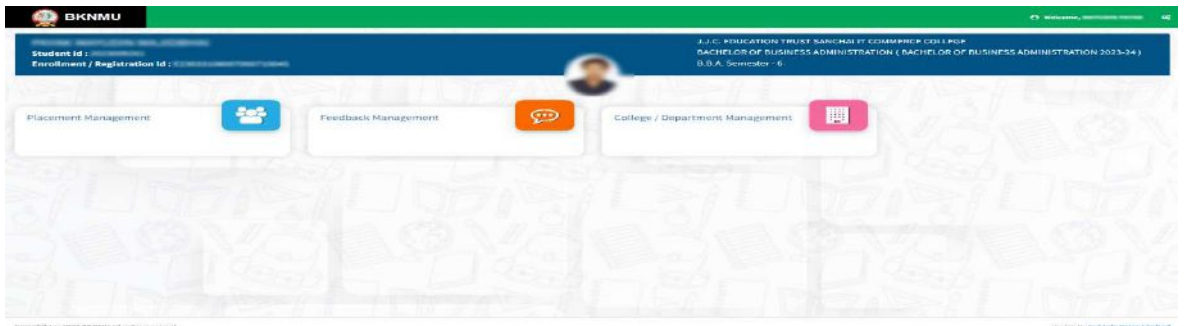 BKNMU
Welcome,
Student Id :
Enrollment / Registration Id :
J.J.C. EDUCATION TRUST SANCHALIT COMMERCE COLLEGE
BACHELOR OF BUSINESS ADMINISTRATION ( BACHELOR OF BUSINESS ADMINISTRATION 2023-24 )
B.B.A. Semester - 6
Placement Management
Feedback Management
College / Department Management